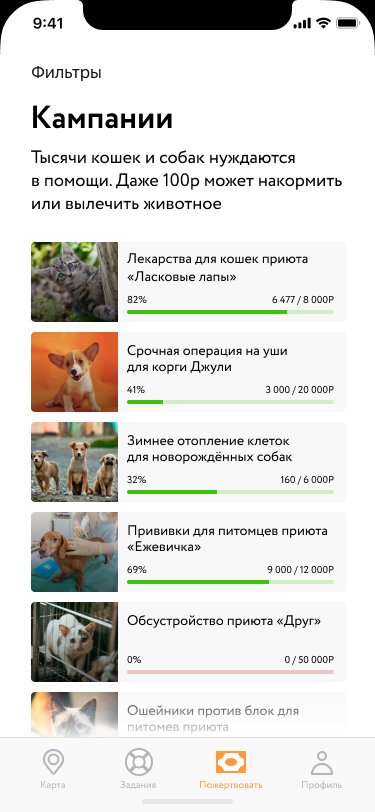 9:41
Фильтры
Кампании
Тысячи кошек и собак нуждаются
в помощи. Даже 100р может накормить
или вылечить животное
Лекарства для кошек приюта
«Ласковые лапы»
82% 6 477 / 8 000Р
Срочная операция на уши
для корги Джули
41% 3 000 / 20 000Р
Зимнее отопление клеток
для новорождённых собак
32% 160 / 6 000Р
Прививки для питомцев приюта
«Ежевичка»
69% 9 000 / 12 000Р
Обсустройство приюта «Друг»
0% 0 / 50 000Р
Ошейники против блок для
питомев приюта
Карта Задания Пожертвовать Профиль